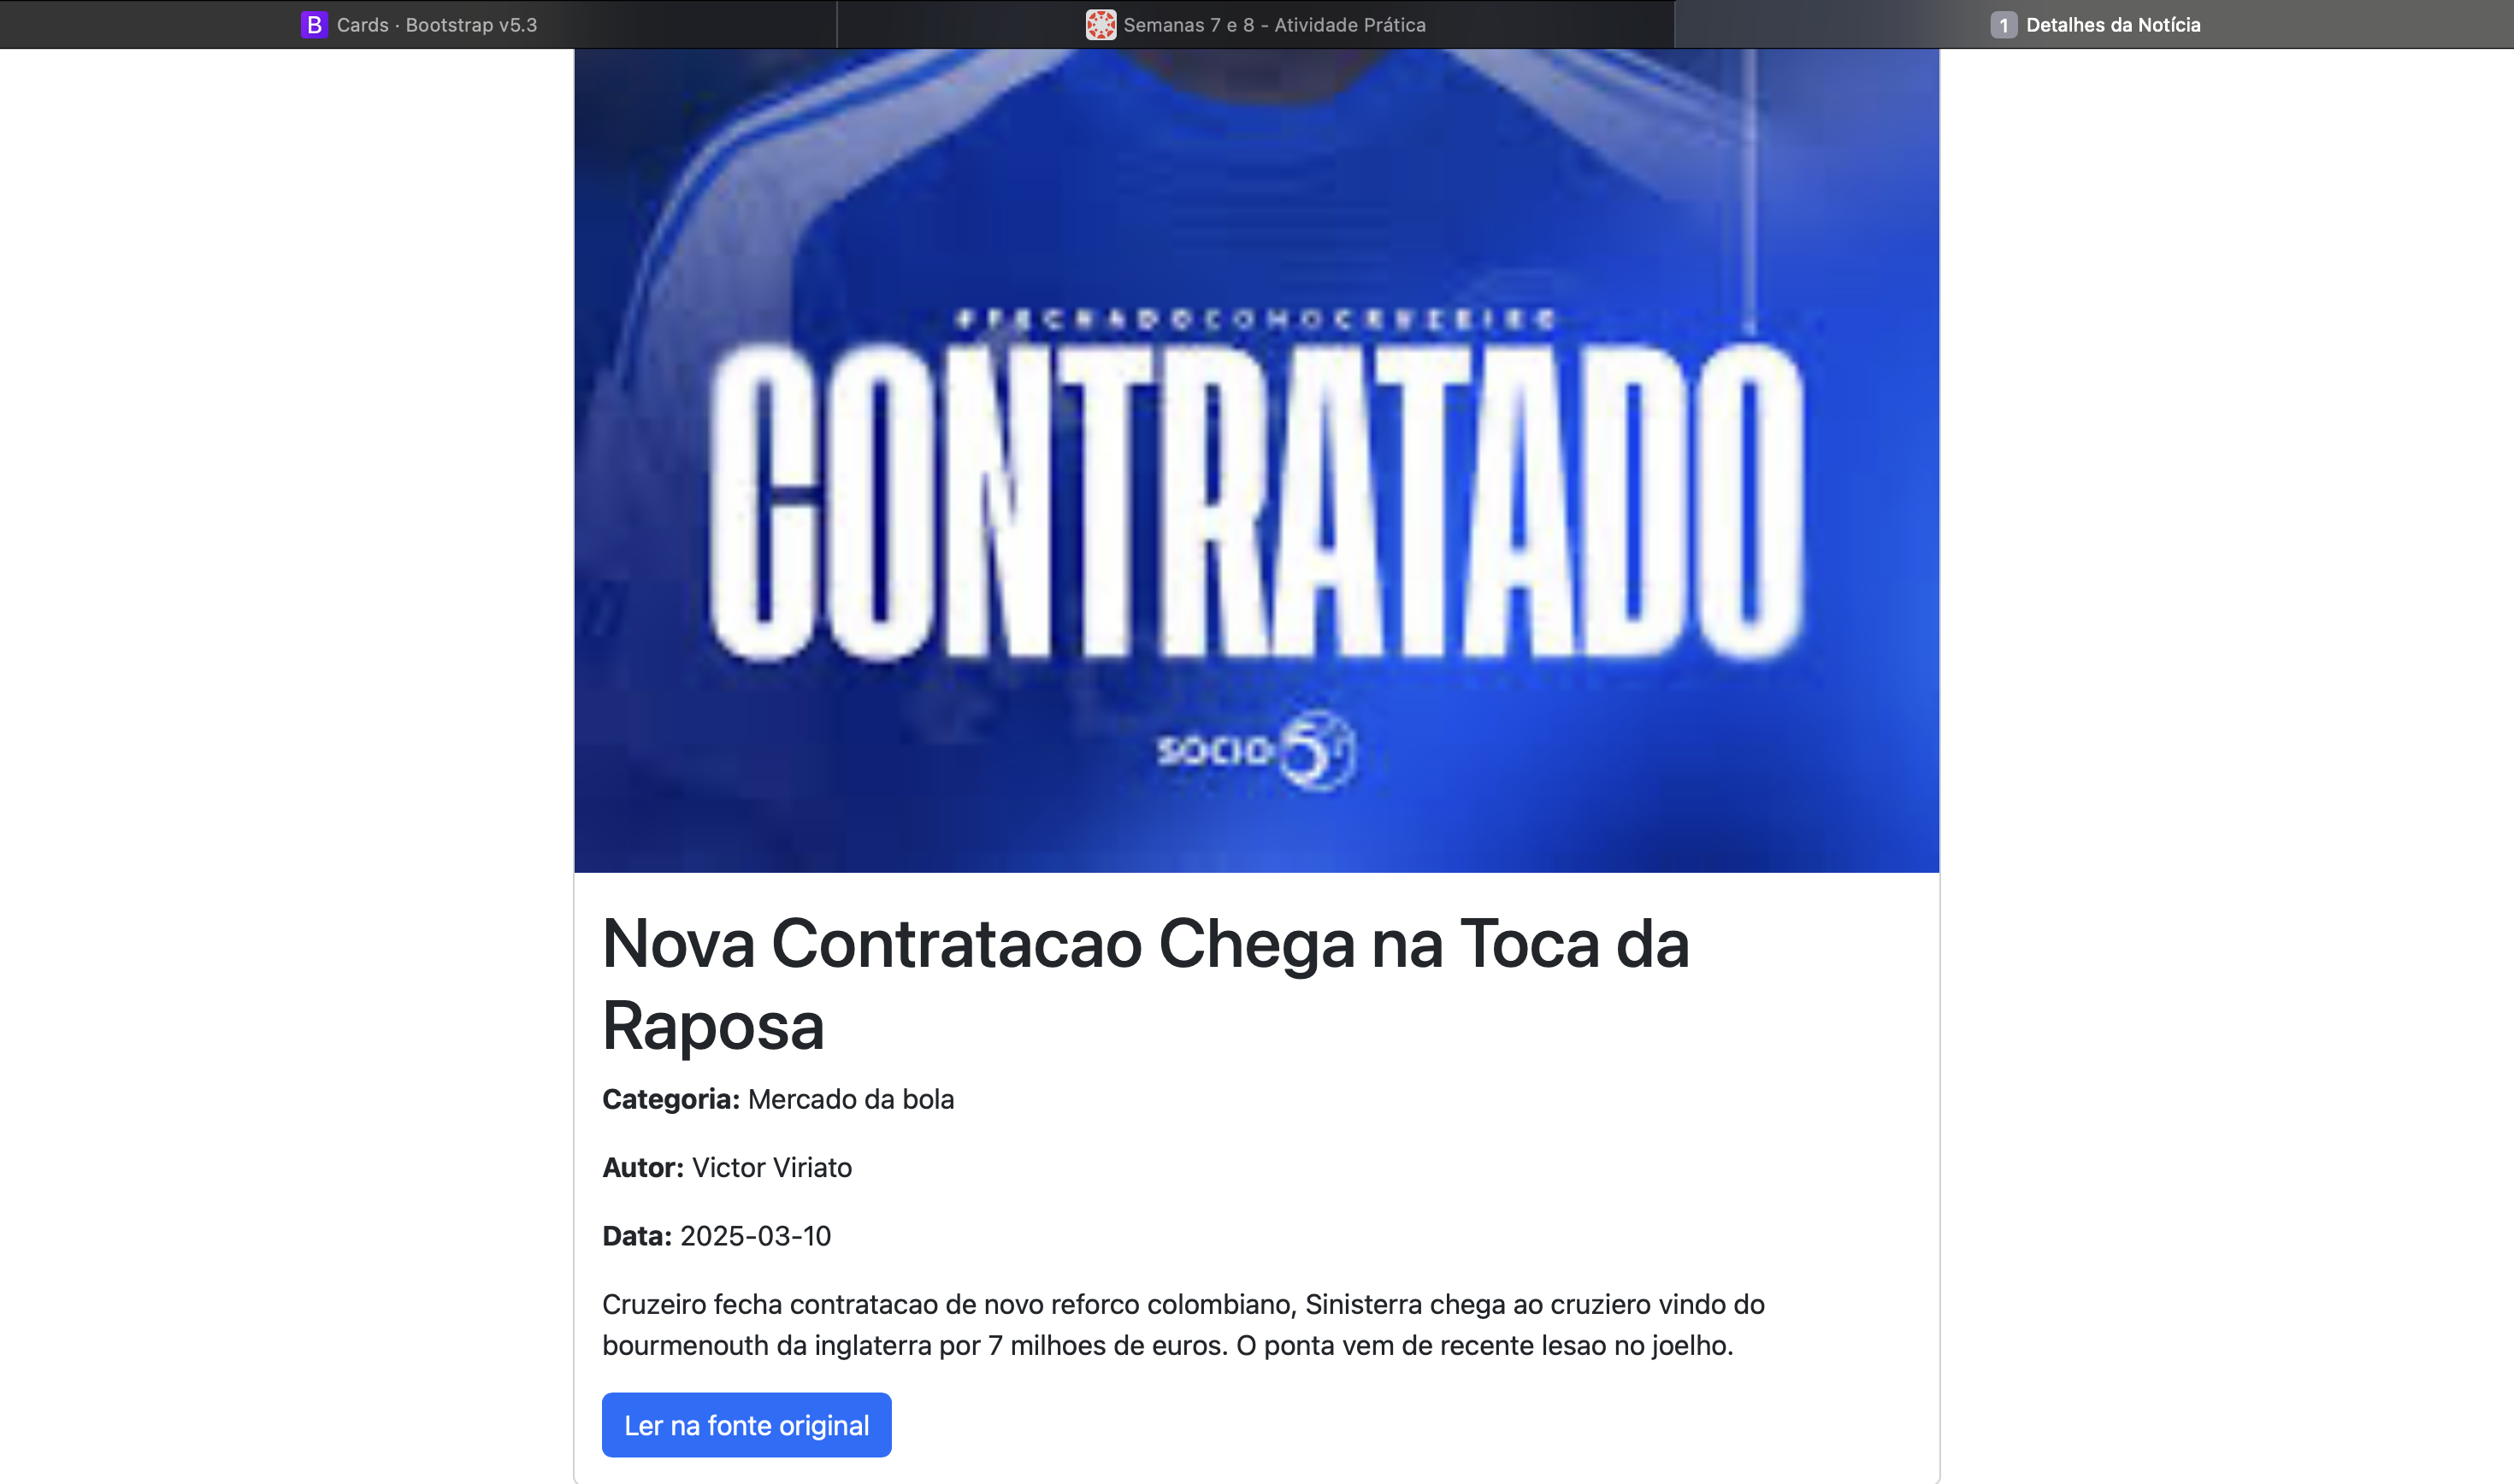 Cards · Bootstrap v5.3
Semanas 7 e 8 - Atividade Prática
1 Detalhes da Notícia
#FECHADOCOMOCRUZEIRO
CONTRATADO
SÓCIO 5
Nova Contratacao Chega na Toca da
Raposa
Categoria: Mercado da bola
Autor: Victor Viriato
Data: 2025-03-10
Cruzeiro fecha contratacao de novo reforco colombiano, Sinisterra chega ao cruziero vindo do
bourmenouth da inglaterra por 7 milhoes de euros. O ponta vem de recente lesao no joelho.
Ler na fonte original